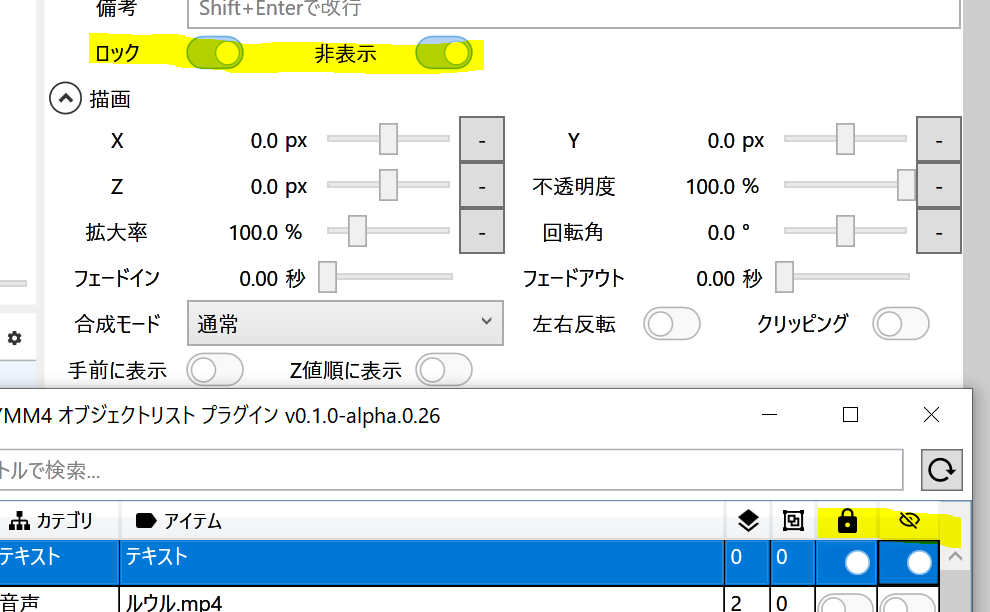 備考 Shift+Enterで改行
ロック 非表示
描画
X 0.0 px - Y 0.0 px -
Z 0.0 px - 不透明度 100.0 % -
拡大率 100.0 % - 回転角 0.0 ° -
フェードイン 0.00 秒 フェードアウト 0.00 秒
合成モード 通常 左右反転 クリッピング
手前に表示 Z値順に表示
YMM4 オブジェクトリスト プラグイン v0.1.0-alpha.0.26
トルで検索...
カテゴリ アイテム
テキスト テキスト 0 0
音声 ルウル.mp4 2 0